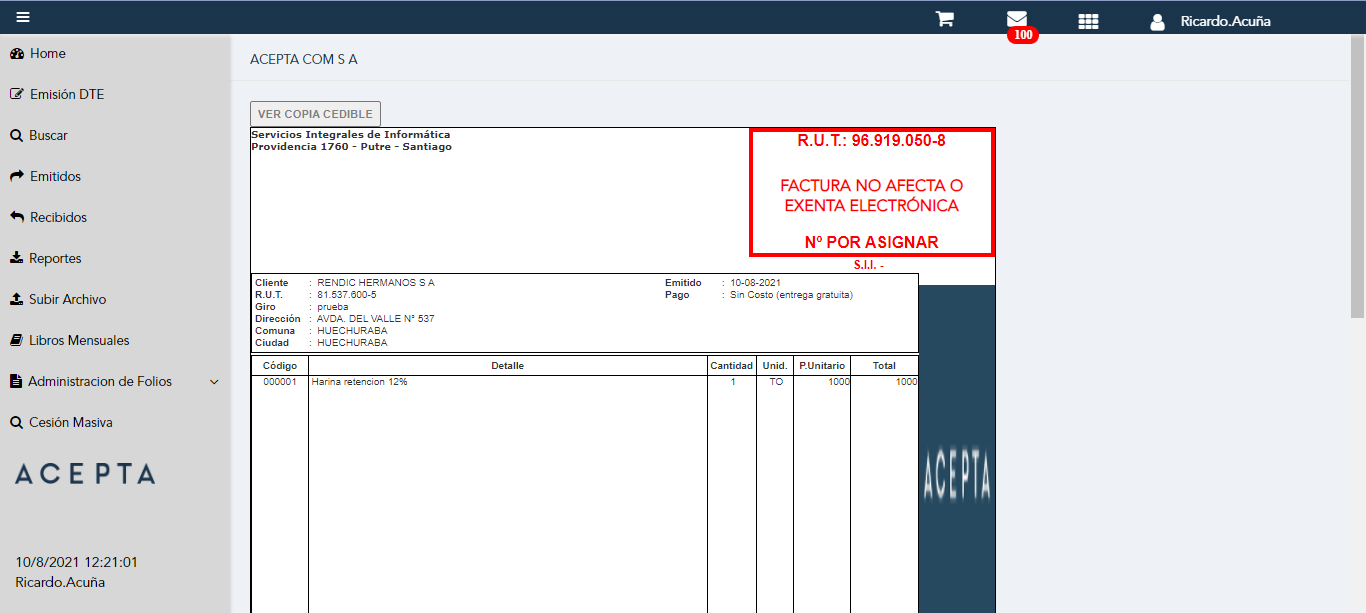 Ricardo.Acuña
100
Home
Emisión DTE
Buscar
Emitidos
Recibidos
Reportes
Subir Archivo
Libros Mensuales
Administracion de Folios
Cesión Masiva
ACEPTA
10/8/2021 12:21:01
Ricardo.Acuña
ACEPTA COM S A
VER COPIA CEDIBLE
Servicios Integrales de Informática
Providencia 1760 - Putre - Santiago
R.U.T.: 96.919.050-8
FACTURA NO AFECTA O
EXENTA ELECTRÓNICA
Nº POR ASIGNAR
S.I.I. -
Cliente : RENDIC HERMANOS S A Emitido : 10-08-2021
R.U.T. : 81.537.600-5 Pago : Sin Costo (entrega gratuita)
Giro : prueba
Dirección : AVDA. DEL VALLE N° 537
Comuna : HUECHURABA
Ciudad : HUECHURABA
Código Detalle Cantidad Unid. P.Unitario Total
000001 Harina retencion 12% 1 TO 1000 1000
ACEPTA